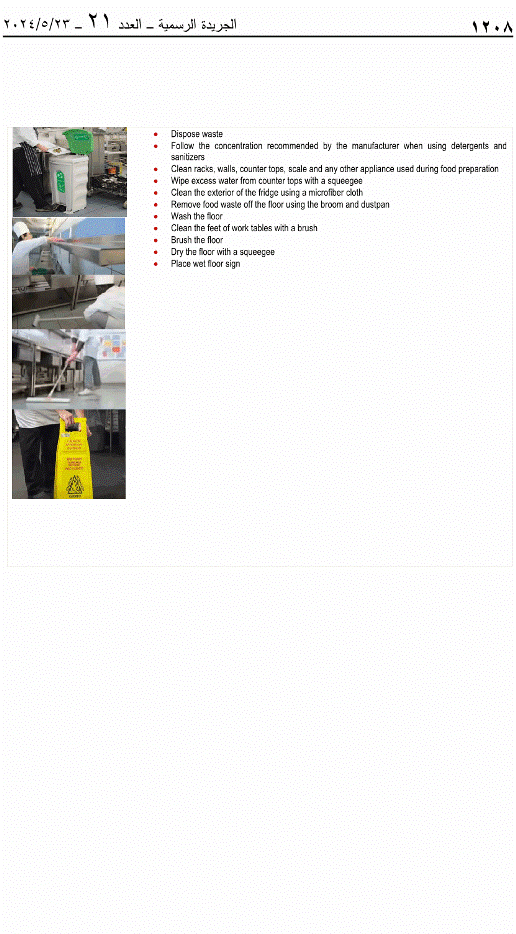 الجريدة الرسمية ــ العدد ٢١ ــ ٢٠٢٤/٥/٢٣
١٢٠٨
• Dispose waste
• Follow the concentration recommended by the manufacturer when using detergents and
sanitizers
• Clean racks, walls, counter tops, scale and any other appliance used during food preparation
• Wipe excess water from counter tops with a squeegee
• Clean the exterior of the fridge using a microfiber cloth
• Remove food waste off the floor using the broom and dustpan
• Wash the floor
• Clean the feet of work tables with a brush
• Brush the floor
• Dry the floor with a squeegee
• Place wet floor sign